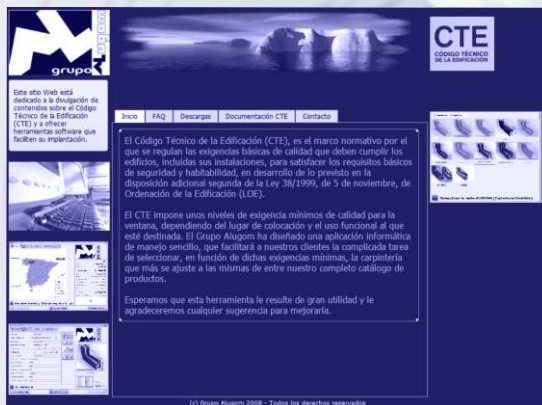 grupo Alugom
CTE
CÓDIGO TÉCNICO
DE LA EDIFICACIÓN
Este sitio Web está
dedicado a la divulgación de
contenidos sobre el Código
Técnico de la Edificación
(CTE) y a ofrecer
herramientas software que
faciliten su implantación.
Inicio FAQ Descargas Documentación CTE Contacto
El Código Técnico de la Edificación (CTE), es el marco normativo por el
que se regulan las exigencias básicas de calidad que deben cumplir los
edificios, incluidas sus instalaciones, para satisfacer los requisitos básicos
de seguridad y habitabilidad, en desarrollo de lo previsto en la
disposición adicional segunda de la Ley 38/1999, de 5 de noviembre, de
Ordenación de la Edificación (LOE).
El CTE impone unos niveles de exigencia mínimos de calidad para la
ventana, dependiendo del lugar de colocación y el uso funcional al que
esté destinada. El Grupo Alugom ha diseñado una aplicación informática
de manejo sencillo, que facilitará a nuestros clientes la complicada tarea
de seleccionar, en función de dichas exigencias mínimas, la carpintería
que más se ajuste a las mismas de entre nuestro completo catálogo de
productos.
Esperamos que esta herramienta le resulte de gran utilidad y le
agradeceremos cualquier sugerencia para mejorarla.
(c) Grupo Alugom 2006 - Todos los derechos reservados